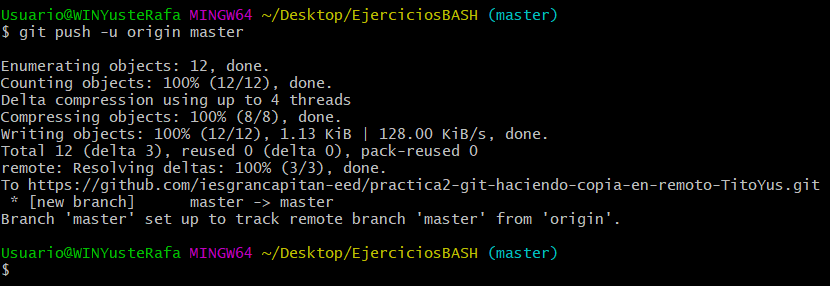 Usuario@WINYusteRafa MINGW64 ~/Desktop/EjerciciosBASH (master)
$ git push -u origin master
Enumerating objects: 12, done.
Counting objects: 100% (12/12), done.
Delta compression using up to 4 threads
Compressing objects: 100% (8/8), done.
Writing objects: 100% (12/12), 1.13 KiB | 128.00 KiB/s, done.
Total 12 (delta 3), reused 0 (delta 0), pack-reused 0
remote: Resolving deltas: 100% (3/3), done.
To https://github.com/iesgrancapitan-eed/practica2-git-haciendo-copia-en-remoto-TitoYus.git
 * [new branch]      master -> master
Branch 'master' set up to track remote branch 'master' from 'origin'.
Usuario@WINYusteRafa MINGW64 ~/Desktop/EjerciciosBASH (master)
$